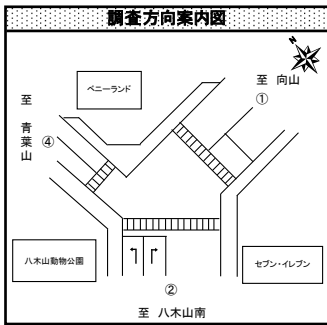 調査方向案内図
N
至 向山
①
ベニーランド
至 青葉山
④
八木山動物公園
セブン・イレブン
②
至 八木山南